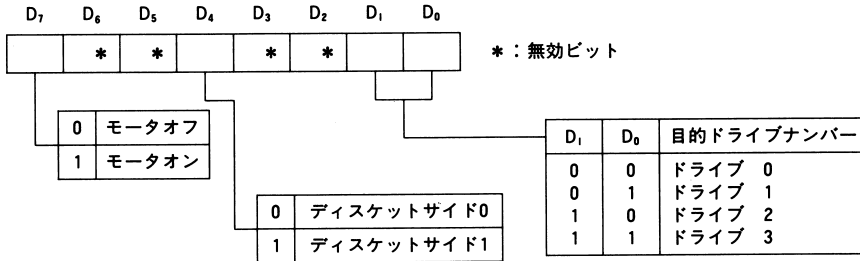 D₇ D₆ D₅ D₄ D₃ D₂ D₁ D₀
* * * * *：無効ビット
0 モータオフ
1 モータオン
0 ディスケットサイド0
1 ディスケットサイド1
D₁ D₀ 目的ドライブナンバー
0 0 ドライブ 0
0 1 ドライブ 1
1 0 ドライブ 2
1 1 ドライブ 3